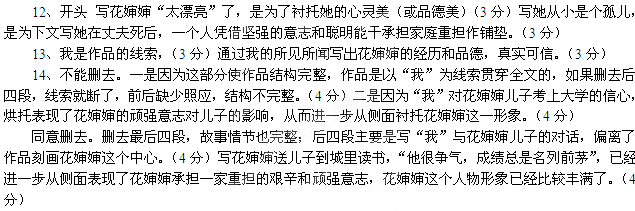 12、开头 写花婶婶“太漂亮”了，是为了衬托她的心灵美（或品德美）（3 分）写她从小是个孤儿，
是为下文写她在丈夫死后，一个人凭借坚强的意志和聪明能干承担家庭重担作铺垫。（3 分）
13、我是作品的线索，（3 分）通过我的所见所闻写出花婶婶的经历和品德，真实可信。（3 分）
14、不能删去。一是因为这部分使作品结构完整，作品是以“我”为线索贯穿全文的，如果删去后
四段，线索就断了，前后缺少照应，结构不完整。（4 分）二是因为“我”对花婶婶儿子考上大学的信心，
烘托表现了花婶婶的顽强意志对儿子的影响，从而进一步从侧面衬托花婶婶这一形象。（4 分）
同意删去。删去最后四段，故事情节也完整；后四段主要是写“我”与花婶婶儿子的对话，偏离了
作品刻画花婶婶这个中心。（4 分）写花婶婶送儿子到城里读书，“他很争气，成绩总是名列前茅”，已经
进一步从侧面表现了花婶婶承担一家重担的艰辛和顽强意志，花婶婶这个人物形象已经比较丰满了。（4
分）